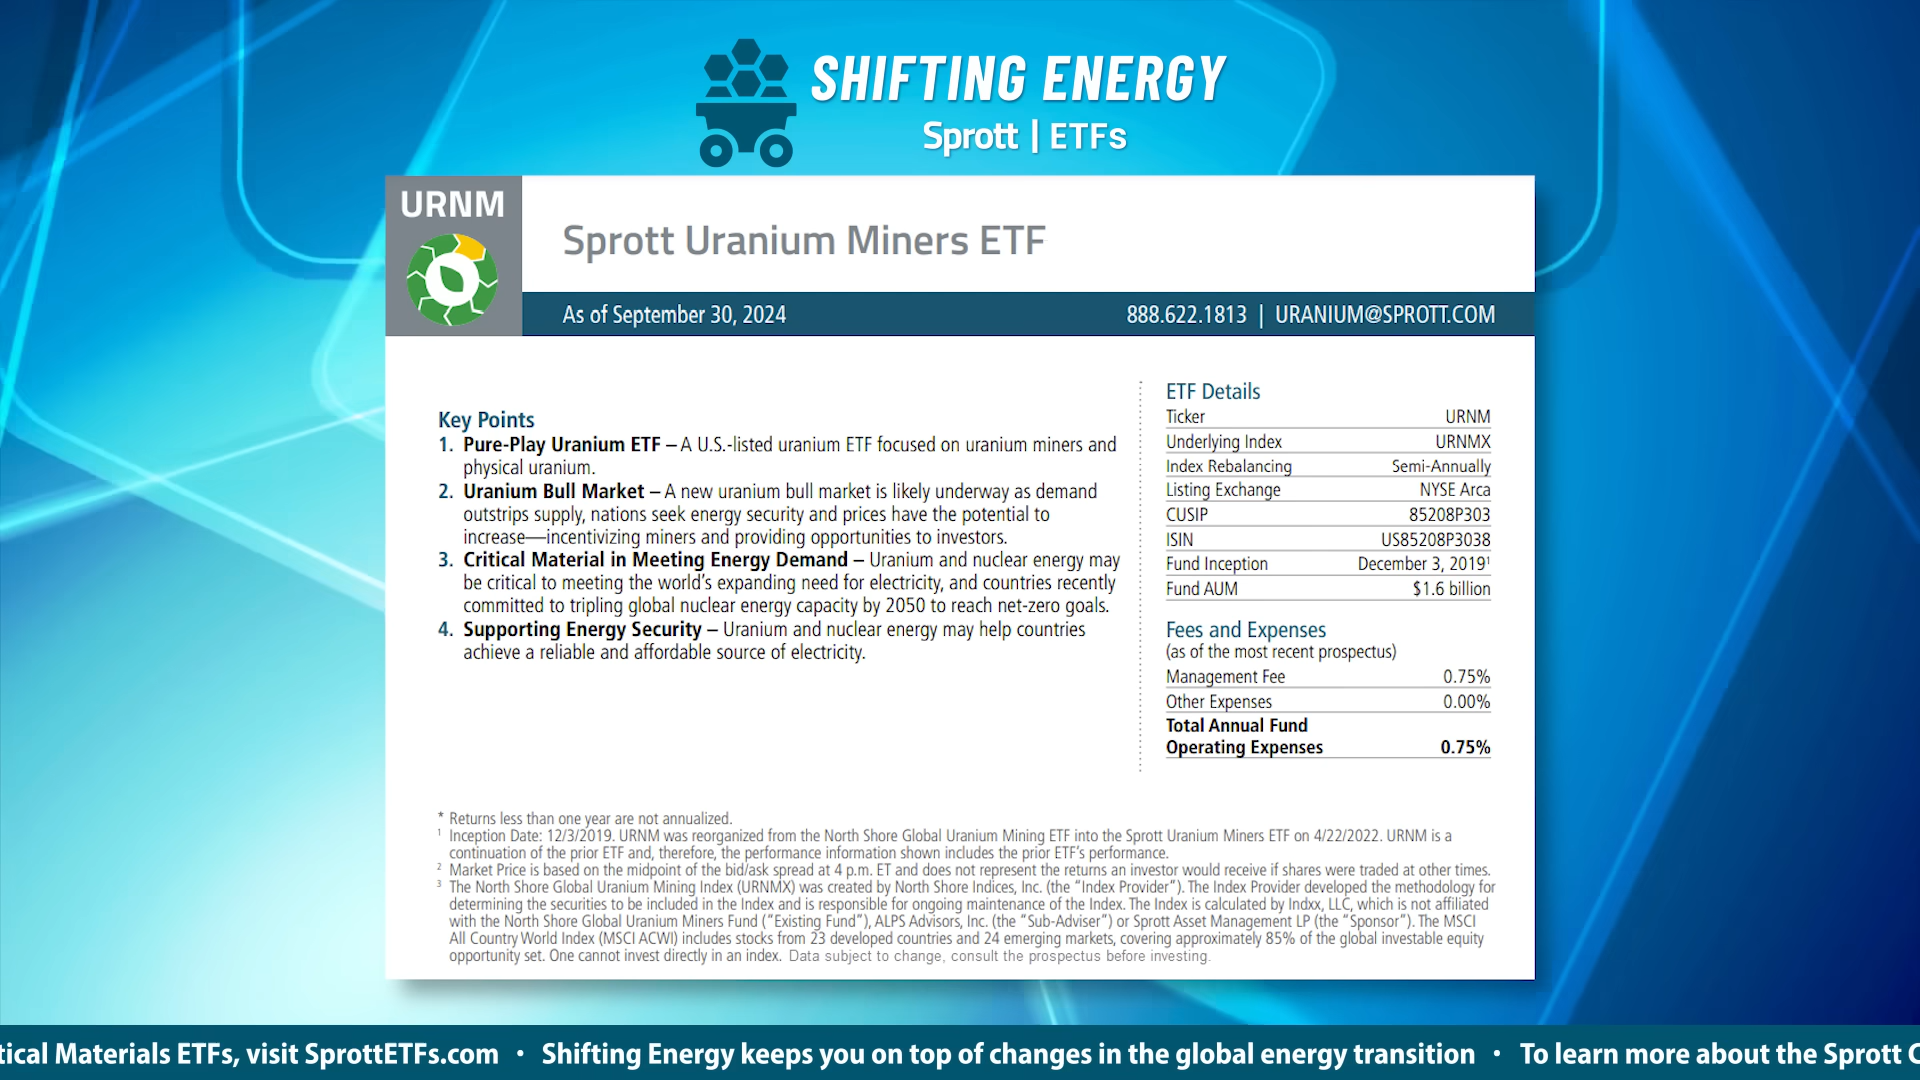 SHIFTING ENERGY
Sprott | ETFs
URNM
Sprott Uranium Miners ETF
As of September 30, 2024
888.622.1813 | URANIUM@SPROTT.COM
Key Points
1. Pure-Play Uranium ETF – A U.S.-listed uranium ETF focused on uranium miners and
physical uranium.
2. Uranium Bull Market – A new uranium bull market is likely underway as demand
outstrips supply, nations seek energy security and prices have the potential to
increase—incentivizing miners and providing opportunities to investors.
3. Critical Material in Meeting Energy Demand – Uranium and nuclear energy may
be critical to meeting the world’s expanding need for electricity, and countries recently
committed to tripling global nuclear energy capacity by 2050 to reach net-zero goals.
4. Supporting Energy Security – Uranium and nuclear energy may help countries
achieve a reliable and affordable source of electricity.
ETF Details
Ticker URNM
Underlying Index URNMX
Index Rebalancing Semi-Annually
Listing Exchange NYSE Arca
CUSIP 85208P303
ISIN US85208P3038
Fund Inception December 3, 2019¹
Fund AUM $1.6 billion
Fees and Expenses
(as of the most recent prospectus)
Management Fee 0.75%
Other Expenses 0.00%
Total Annual Fund
Operating Expenses 0.75%
* Returns less than one year are not annualized.
¹ Inception Date: 12/3/2019. URNM was reorganized from the North Shore Global Uranium Mining ETF into the Sprott Uranium Miners ETF on 4/22/2022. URNM is a
continuation of the prior ETF and, therefore, the performance information shown includes the prior ETF’s performance.
² Market Price is based on the midpoint of the bid/ask spread at 4 p.m. ET and does not represent the returns an investor would receive if shares were traded at other times.
³ The North Shore Global Uranium Mining Index (URNMX) was created by North Shore Indices, Inc. (the “Index Provider”). The Index Provider developed the methodology for
determining the securities to be included in the Index and is responsible for ongoing maintenance of the Index. The Index is calculated by Indxx, LLC, which is not affiliated
with the North Shore Global Uranium Miners Fund (“Existing Fund”), ALPS Advisors, Inc. (the “Sub-Adviser”) or Sprott Asset Management LP (the “Sponsor”). The MSCI
All Country World Index (MSCI ACWI) includes stocks from 23 developed countries and 24 emerging markets, covering approximately 85% of the global investable equity
opportunity set. One cannot invest directly in an index. Data subject to change, consult the prospectus before investing.
tical Materials ETFs, visit SprottETFs.com • Shifting Energy keeps you on top of changes in the global energy transition • To learn more about the Sprott C